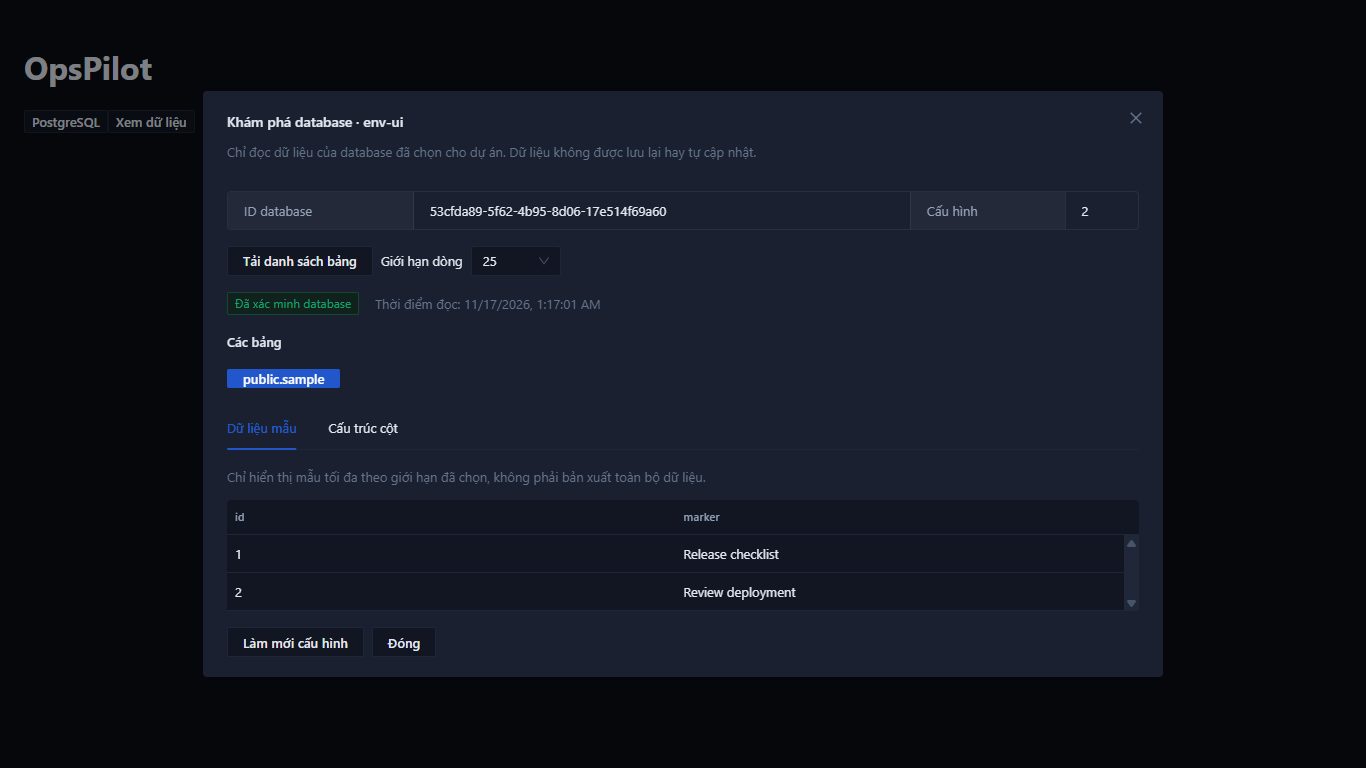 OpsPilot
PostgreSQL Xem dữ liệu
Khám phá database · env-ui
Chỉ đọc dữ liệu của database đã chọn cho dự án. Dữ liệu không được lưu lại hay tự cập nhật.
ID database 53cfda89-5f62-4b95-8d06-17e514f69a60 Cấu hình 2
Tải danh sách bảng Giới hạn dòng 25
Đã xác minh database Thời điểm đọc: 11/17/2026, 1:17:01 AM
Các bảng
public.sample
Dữ liệu mẫu Cấu trúc cột
Chỉ hiển thị mẫu tối đa theo giới hạn đã chọn, không phải bản xuất toàn bộ dữ liệu.
id marker
1 Release checklist
2 Review deployment
Làm mới cấu hình Đóng